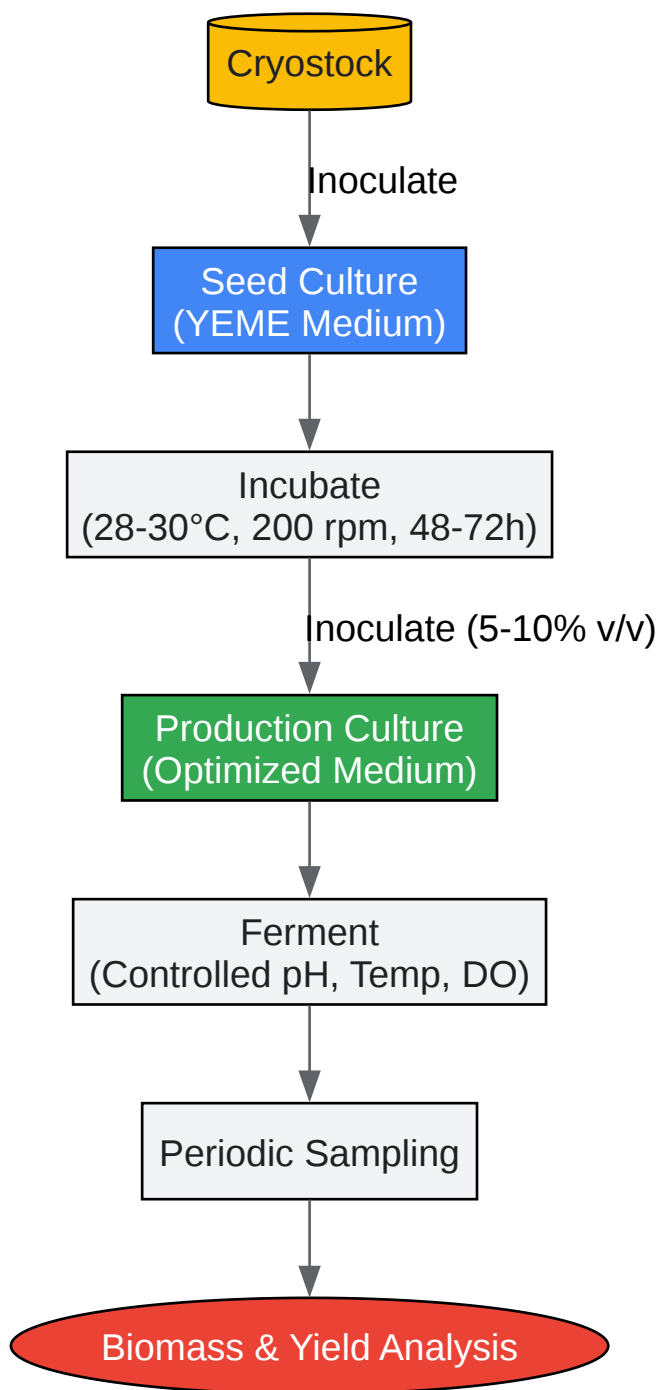 Cryostock
Inoculate
Seed Culture
(YEME Medium)
Incubate
(28-30°C, 200 rpm, 48-72h)
Inoculate (5-10% v/v)
Production Culture
(Optimized Medium)
Ferment
(Controlled pH, Temp, DO)
Periodic Sampling
Biomass & Yield Analysis